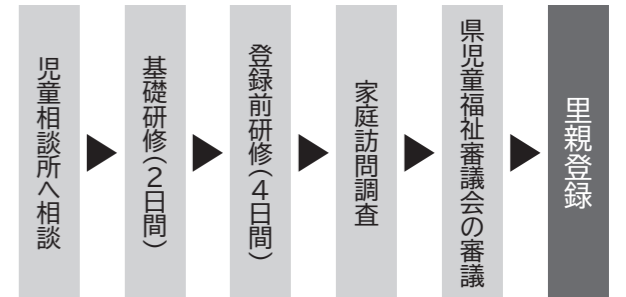 児童相談所へ相談
基礎研修(2日間)
登録前研修(4日間)
家庭訪問調査
県児童福祉審議会の審議
里親登録